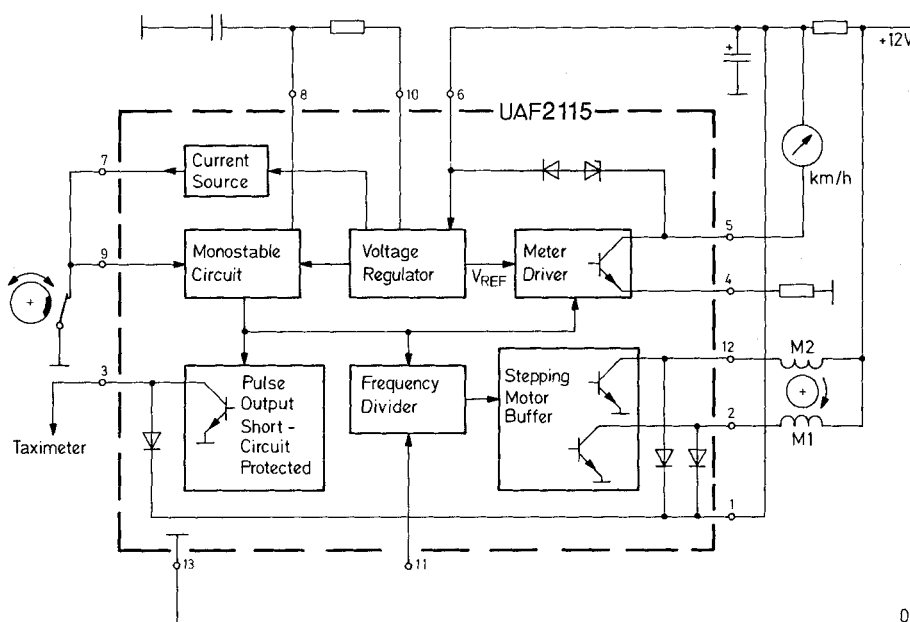 +12V
8
10
6
UAF2115
7
Current
Source
km/h
5
9
Monostable
Circuit
Voltage
Regulator
VREF
Meter
Driver
4
+
12
M2
3
Pulse
Output
Short-
Circuit
Protected
Frequency
Divider
Stepping
Motor
Buffer
+
2
M1
Taximeter
1
13
11
0
+